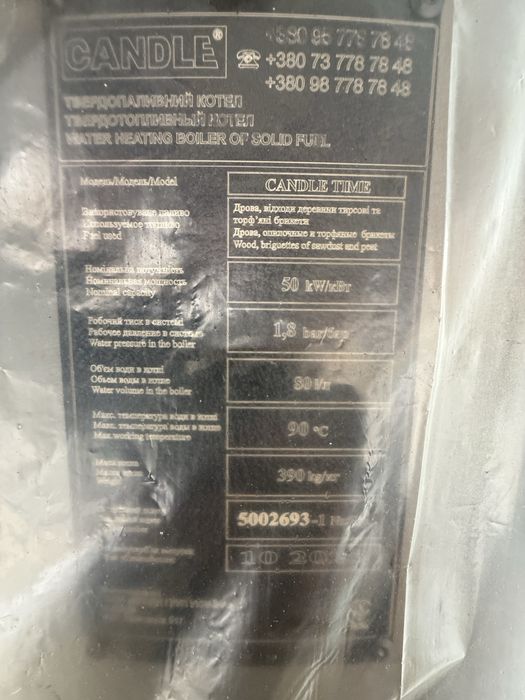 CANDLE®
+380 95 778 78 48
+380 73 778 78 48
+380 98 778 78 48
ТВЕРДОПАЛИВНИЙ КОТЕЛ
ТВЕРДОТОПЛИВНЫЙ КОТЕЛ
WATER HEATING BOILER OF SOLID FUEL
Модель/Модель/Model
CANDLE TIME
Використовуване паливо
Используемое топливо
Fuel used
Дрова, відходи деревини тирсові та
торф'яні брикети
Дрова, опилочные и торфяные брикеты
Wood, briguettes of sawdust and peat
Номінальна потужність
Номинальная мощность
Nominal capacity
50 kW/кВт
Робочий тиск в системі
Рабочее давление в системе
Water pressure in the boiler
1,8 bar/бар
Об'єм води в котлі
Объем воды в котле
Water volume in the boiler
80 l/л
Макс. температура води в котлі
Макс. температура воды в котле
Max. working temperature
90 °C
390 kg/кг
5002693-1
10 20